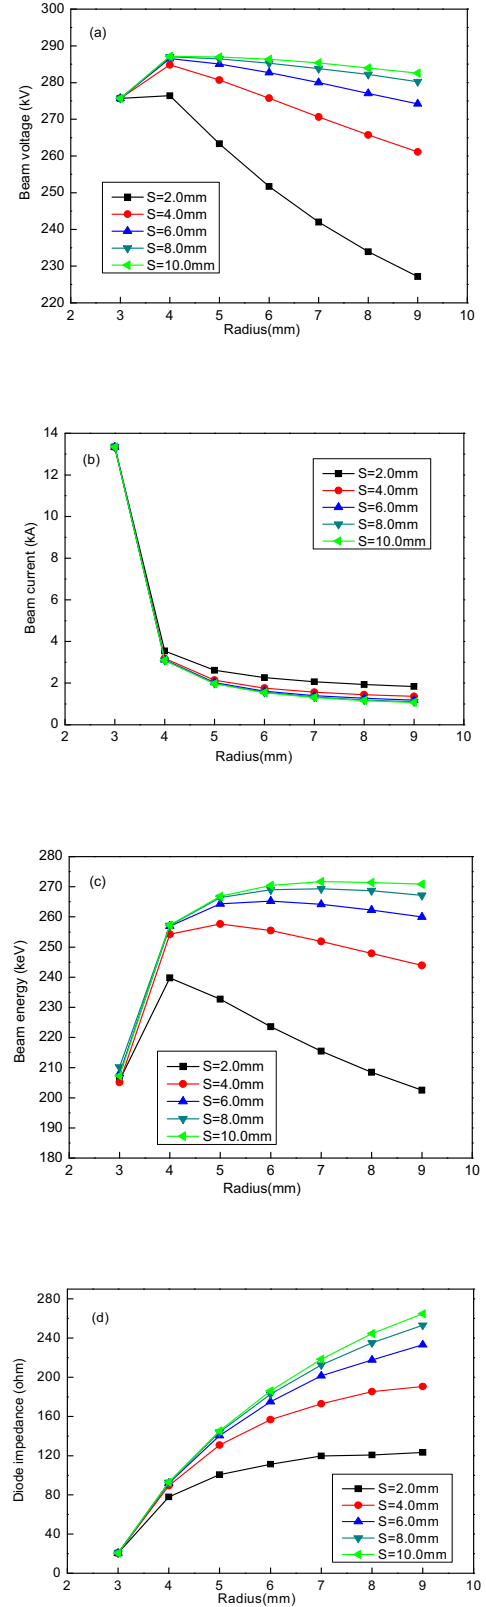 300
(a)
290
280
270
260
250
240
230
220
Beam voltage (kV)
S=2.0mm
S=4.0mm
S=6.0mm
S=8.0mm
S=10.0mm
2 3 4 5 6 7 8 9 10
Radius(mm)
14
(b)
12
10
8
6
4
2
0
Beam current (kA)
S=2.0mm
S=4.0mm
S=6.0mm
S=8.0mm
S=10.0mm
2 3 4 5 6 7 8 9 10
Radius(mm)
280
(c)
270
260
250
240
230
220
210
200
190
180
Beam energy (keV)
S=2.0mm
S=4.0mm
S=6.0mm
S=8.0mm
S=10.0mm
2 3 4 5 6 7 8 9 10
Radius(mm)
280
(d)
240
200
160
120
80
40
0
Diode impedance (ohm)
S=2.0mm
S=4.0mm
S=6.0mm
S=8.0mm
S=10.0mm
2 3 4 5 6 7 8 9 10
Radius(mm)